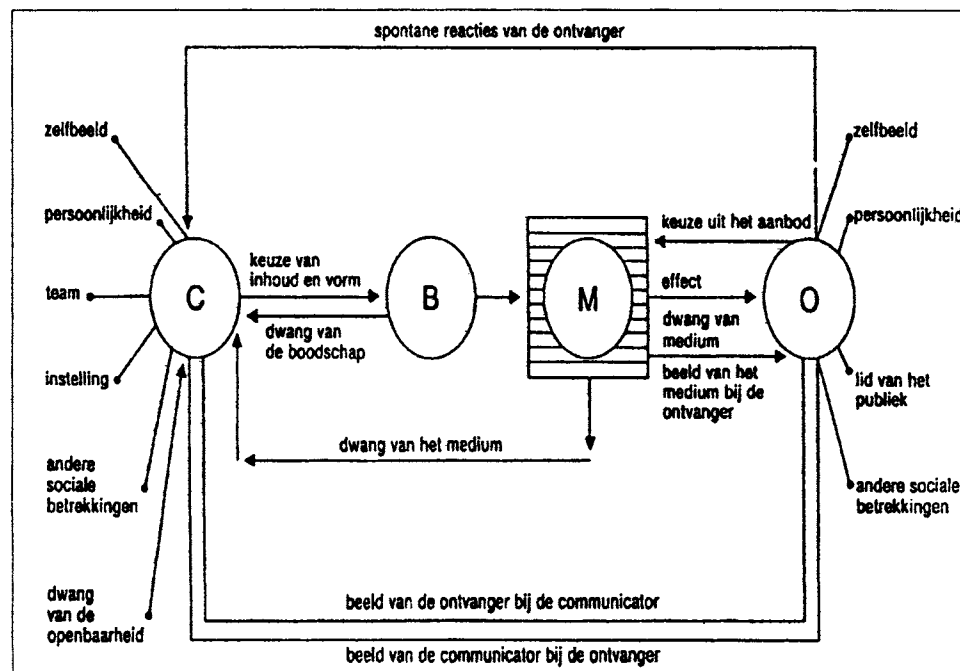 spontane reacties van de ontvanger
zelfbeeld
zelfbeeld
persoonlijkheid
persoonlijkheid
keuze van
inhoud en vorm
keuze uit het aanbod
team
C
B
M
effect
O
dwang van
de boodschap
dwang van
medium
beeld van het
medium bij de
ontvanger
instelling
lid van het
publiek
dwang van het medium
andere
sociale
betrekkingen
andere sociale
betrekkingen
dwang
van de
openbaarheid
beeld van de ontvanger bij de communicator
beeld van de communicator bij de ontvanger